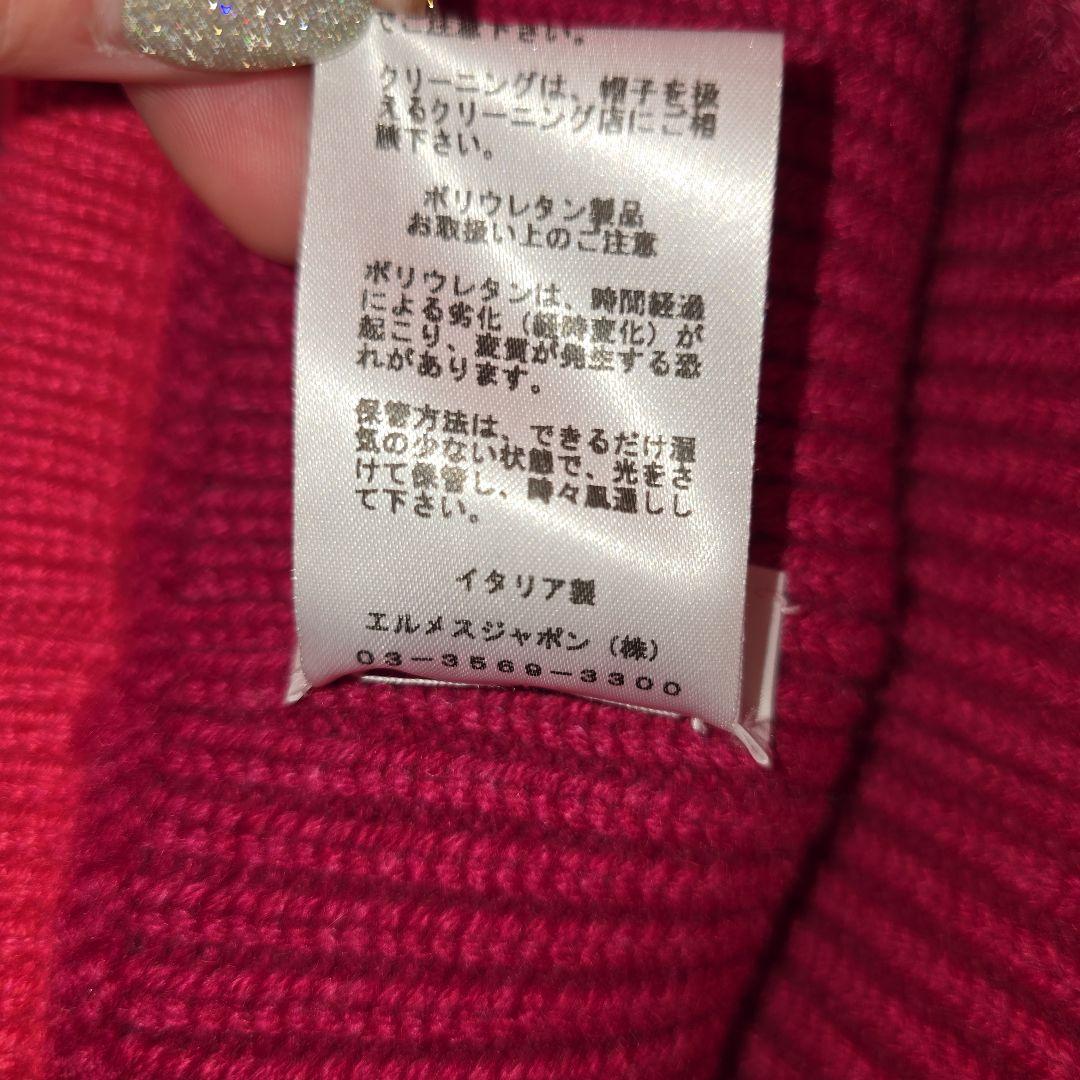 でご注意下さい。
クリーニングは、帽子を扱
えるクリーニング店にご相
談下さい。
ポリウレタン製品
お取扱い上のご注意
ポリウレタンは、時間経過
による劣化（経時変化）が
起こり、変質が発生する恐
れがあります。
保管方法は、できるだけ湿
気の少ない状態で、光をさ
けて保管し、時々風通しし
て下さい。
イタリア製
エルメスジャポン（株）
03-3569-3300